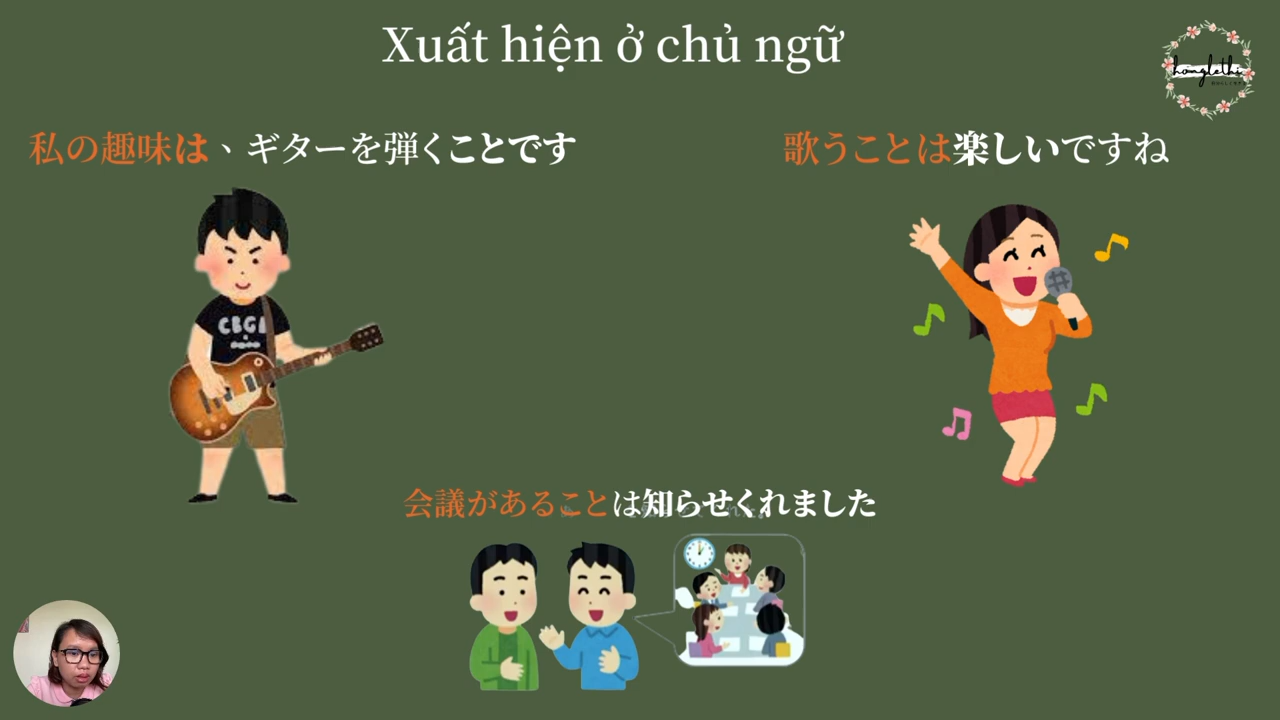 Xuất hiện ở chủ ngữ
honglethi
私の趣味は、ギターを弾くことです
歌うことは楽しいですね
CBGB
会議があることは知らせくれました